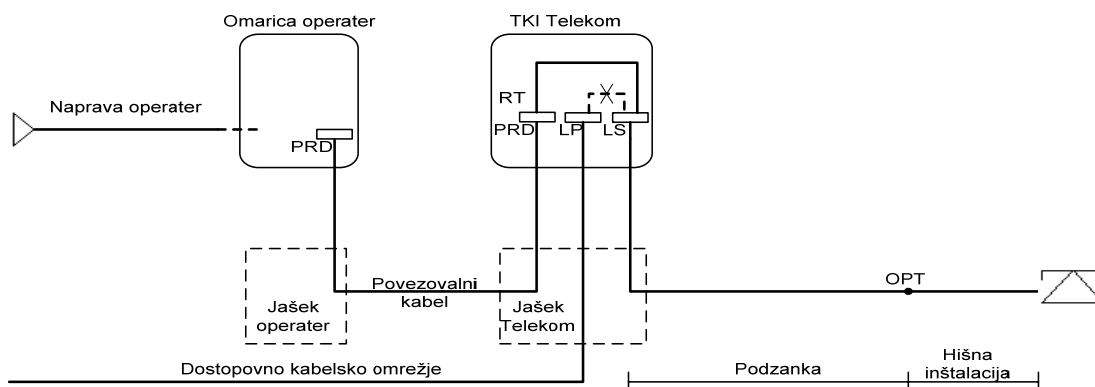 Omarica operater
TKI Telekom
Naprava operater
PRD
RT
PRD
LP
LS
Jašek
operater
Povezovalni
kabel
Jašek
Telekom
OPT
Dostopovno kabelsko omrežje
Podzanka
Hišna
inštalacija